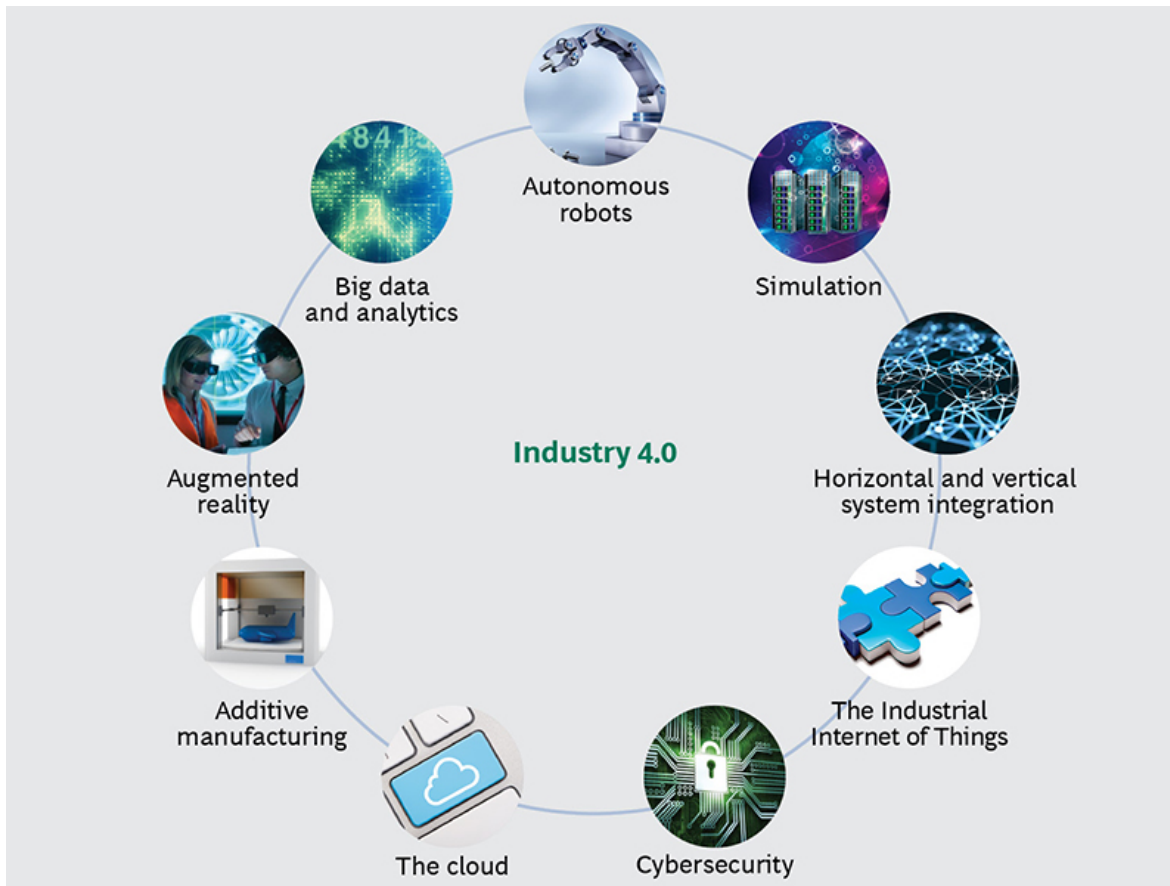 48415
Autonomous
robots
Simulation
Horizontal and vertical
system integration
The Industrial
Internet of Things
Cybersecurity
The cloud
Additive
manufacturing
Augmented
reality
Big data
and analytics
Industry 4.0